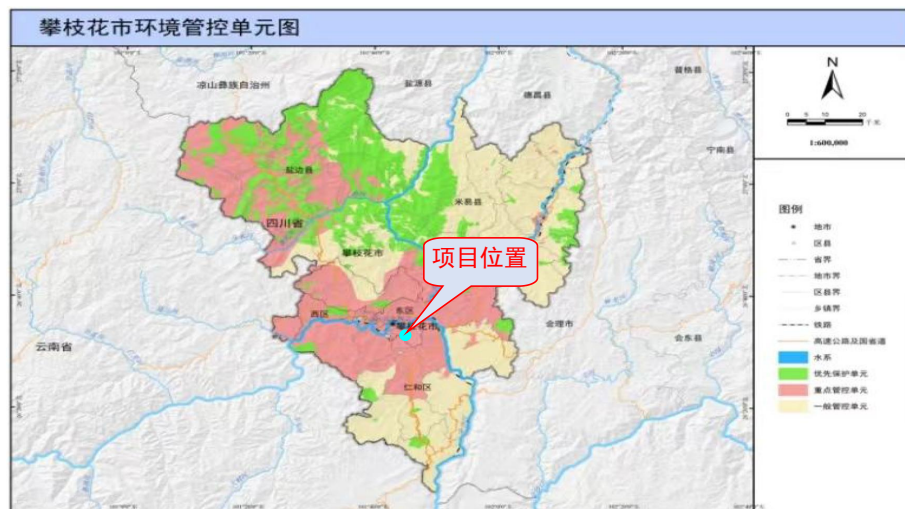 攀枝花市环境管控单元图
N
0 5 10 20
千米
1:600,000
凉山彝族自治州
盐源县
德昌县
普格县
宁南县
盐边县
米易县
四川省
攀枝花市
项目位置
西区
东区
攀枝花市
会理市
会东县
云南省
仁和区
图例
地市
区县
省界
地市界
区县界
乡镇界
铁路
高速公路及国省道
水系
优先保护单元
重点管控单元
一般管控单元